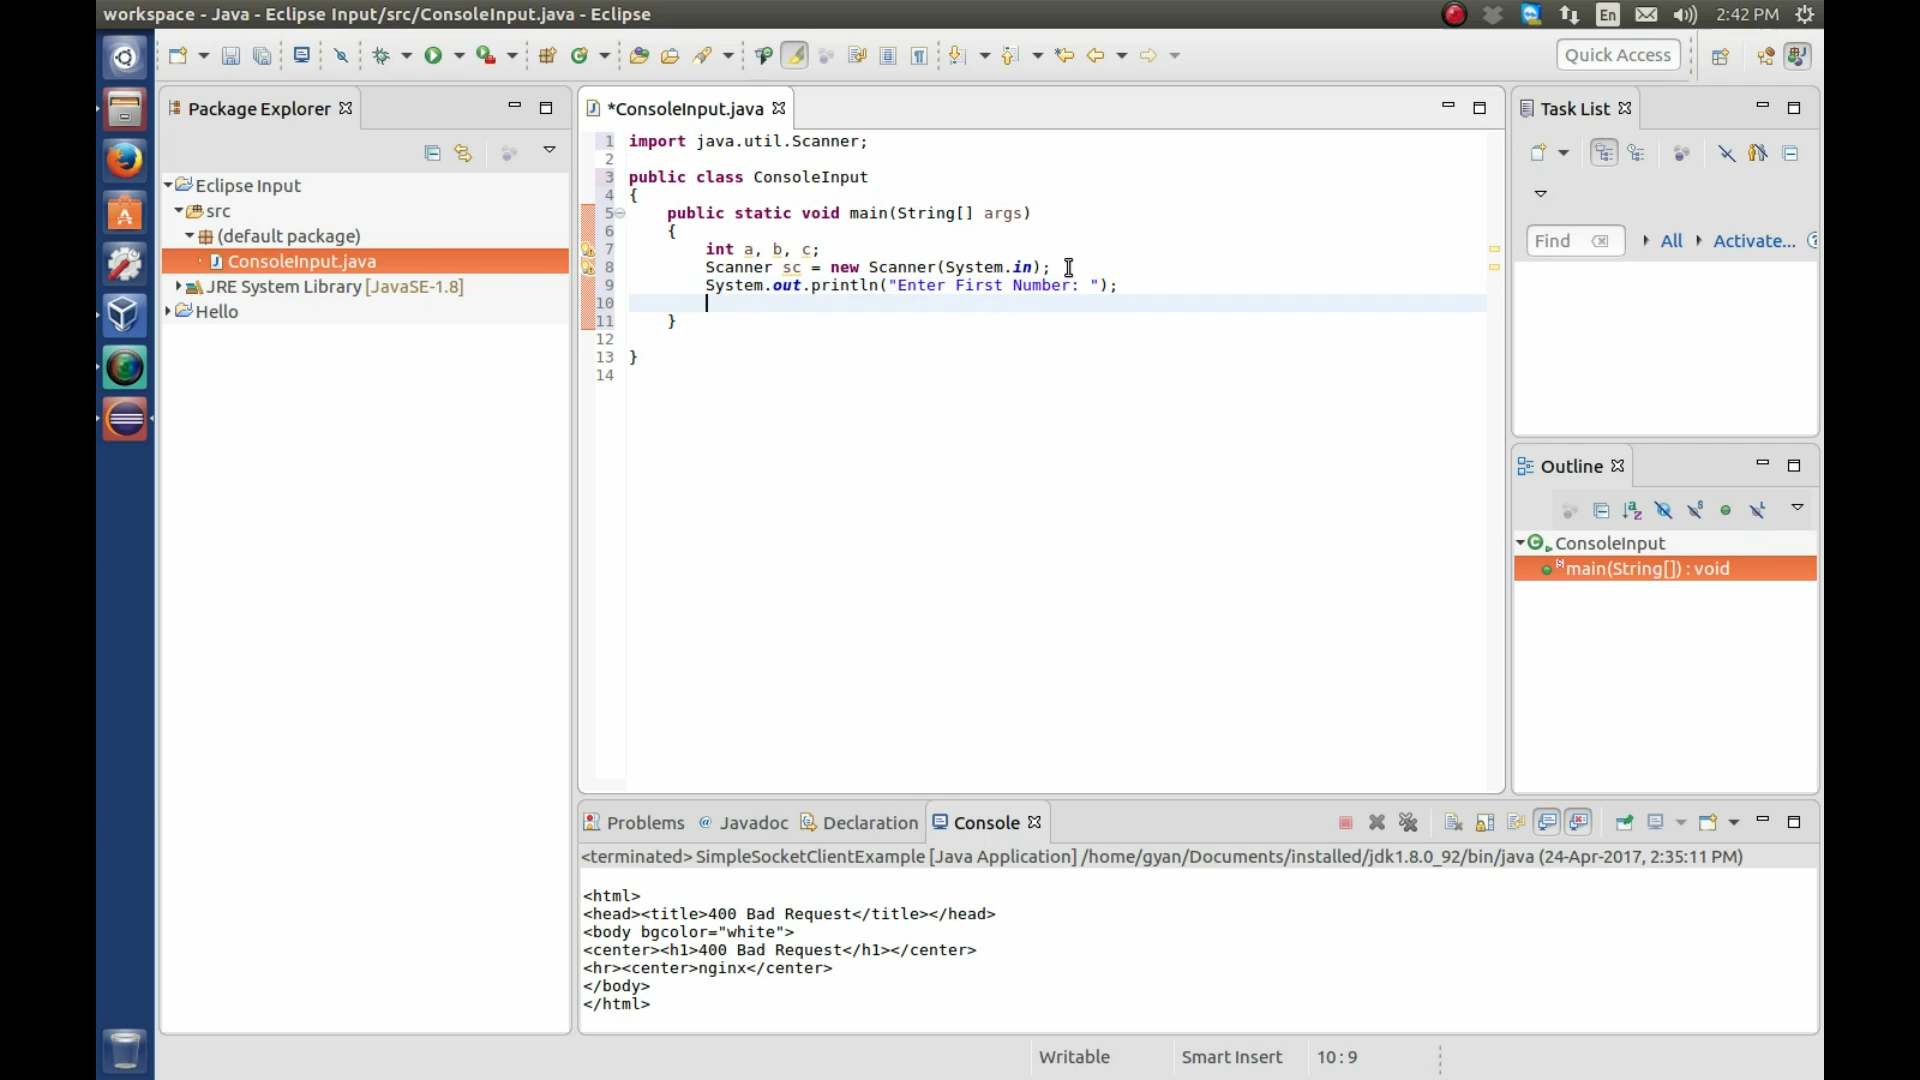 workspace - Java - Eclipse Input/src/ConsoleInput.java - Eclipse
En
2:42 PM
Quick Access
Package Explorer
Eclipse Input
src
(default package)
ConsoleInput.java
JRE System Library [JavaSE-1.8]
Hello
*ConsoleInput.java
1 import java.util.Scanner;
2
3 public class ConsoleInput
4 {
5 public static void main(String[] args)
6 {
7 int a, b, c;
8 Scanner sc = new Scanner(System.in);
9 System.out.println("Enter First Number: ");
10
11 }
12
13 }
14
Task List
Find
All
Activate...
Outline
ConsoleInput
main(String[]) : void
Problems
@ Javadoc
Declaration
Console
<terminated> SimpleSocketClientExample [Java Application] /home/gyan/Documents/installed/jdk1.8.0_92/bin/java (24-Apr-2017, 2:35:11 PM)
<html>
<head><title>400 Bad Request</title></head>
<body bgcolor="white">
<center><h1>400 Bad Request</h1></center>
<hr><center>nginx</center>
</body>
</html>
Writable
Smart Insert
10 : 9